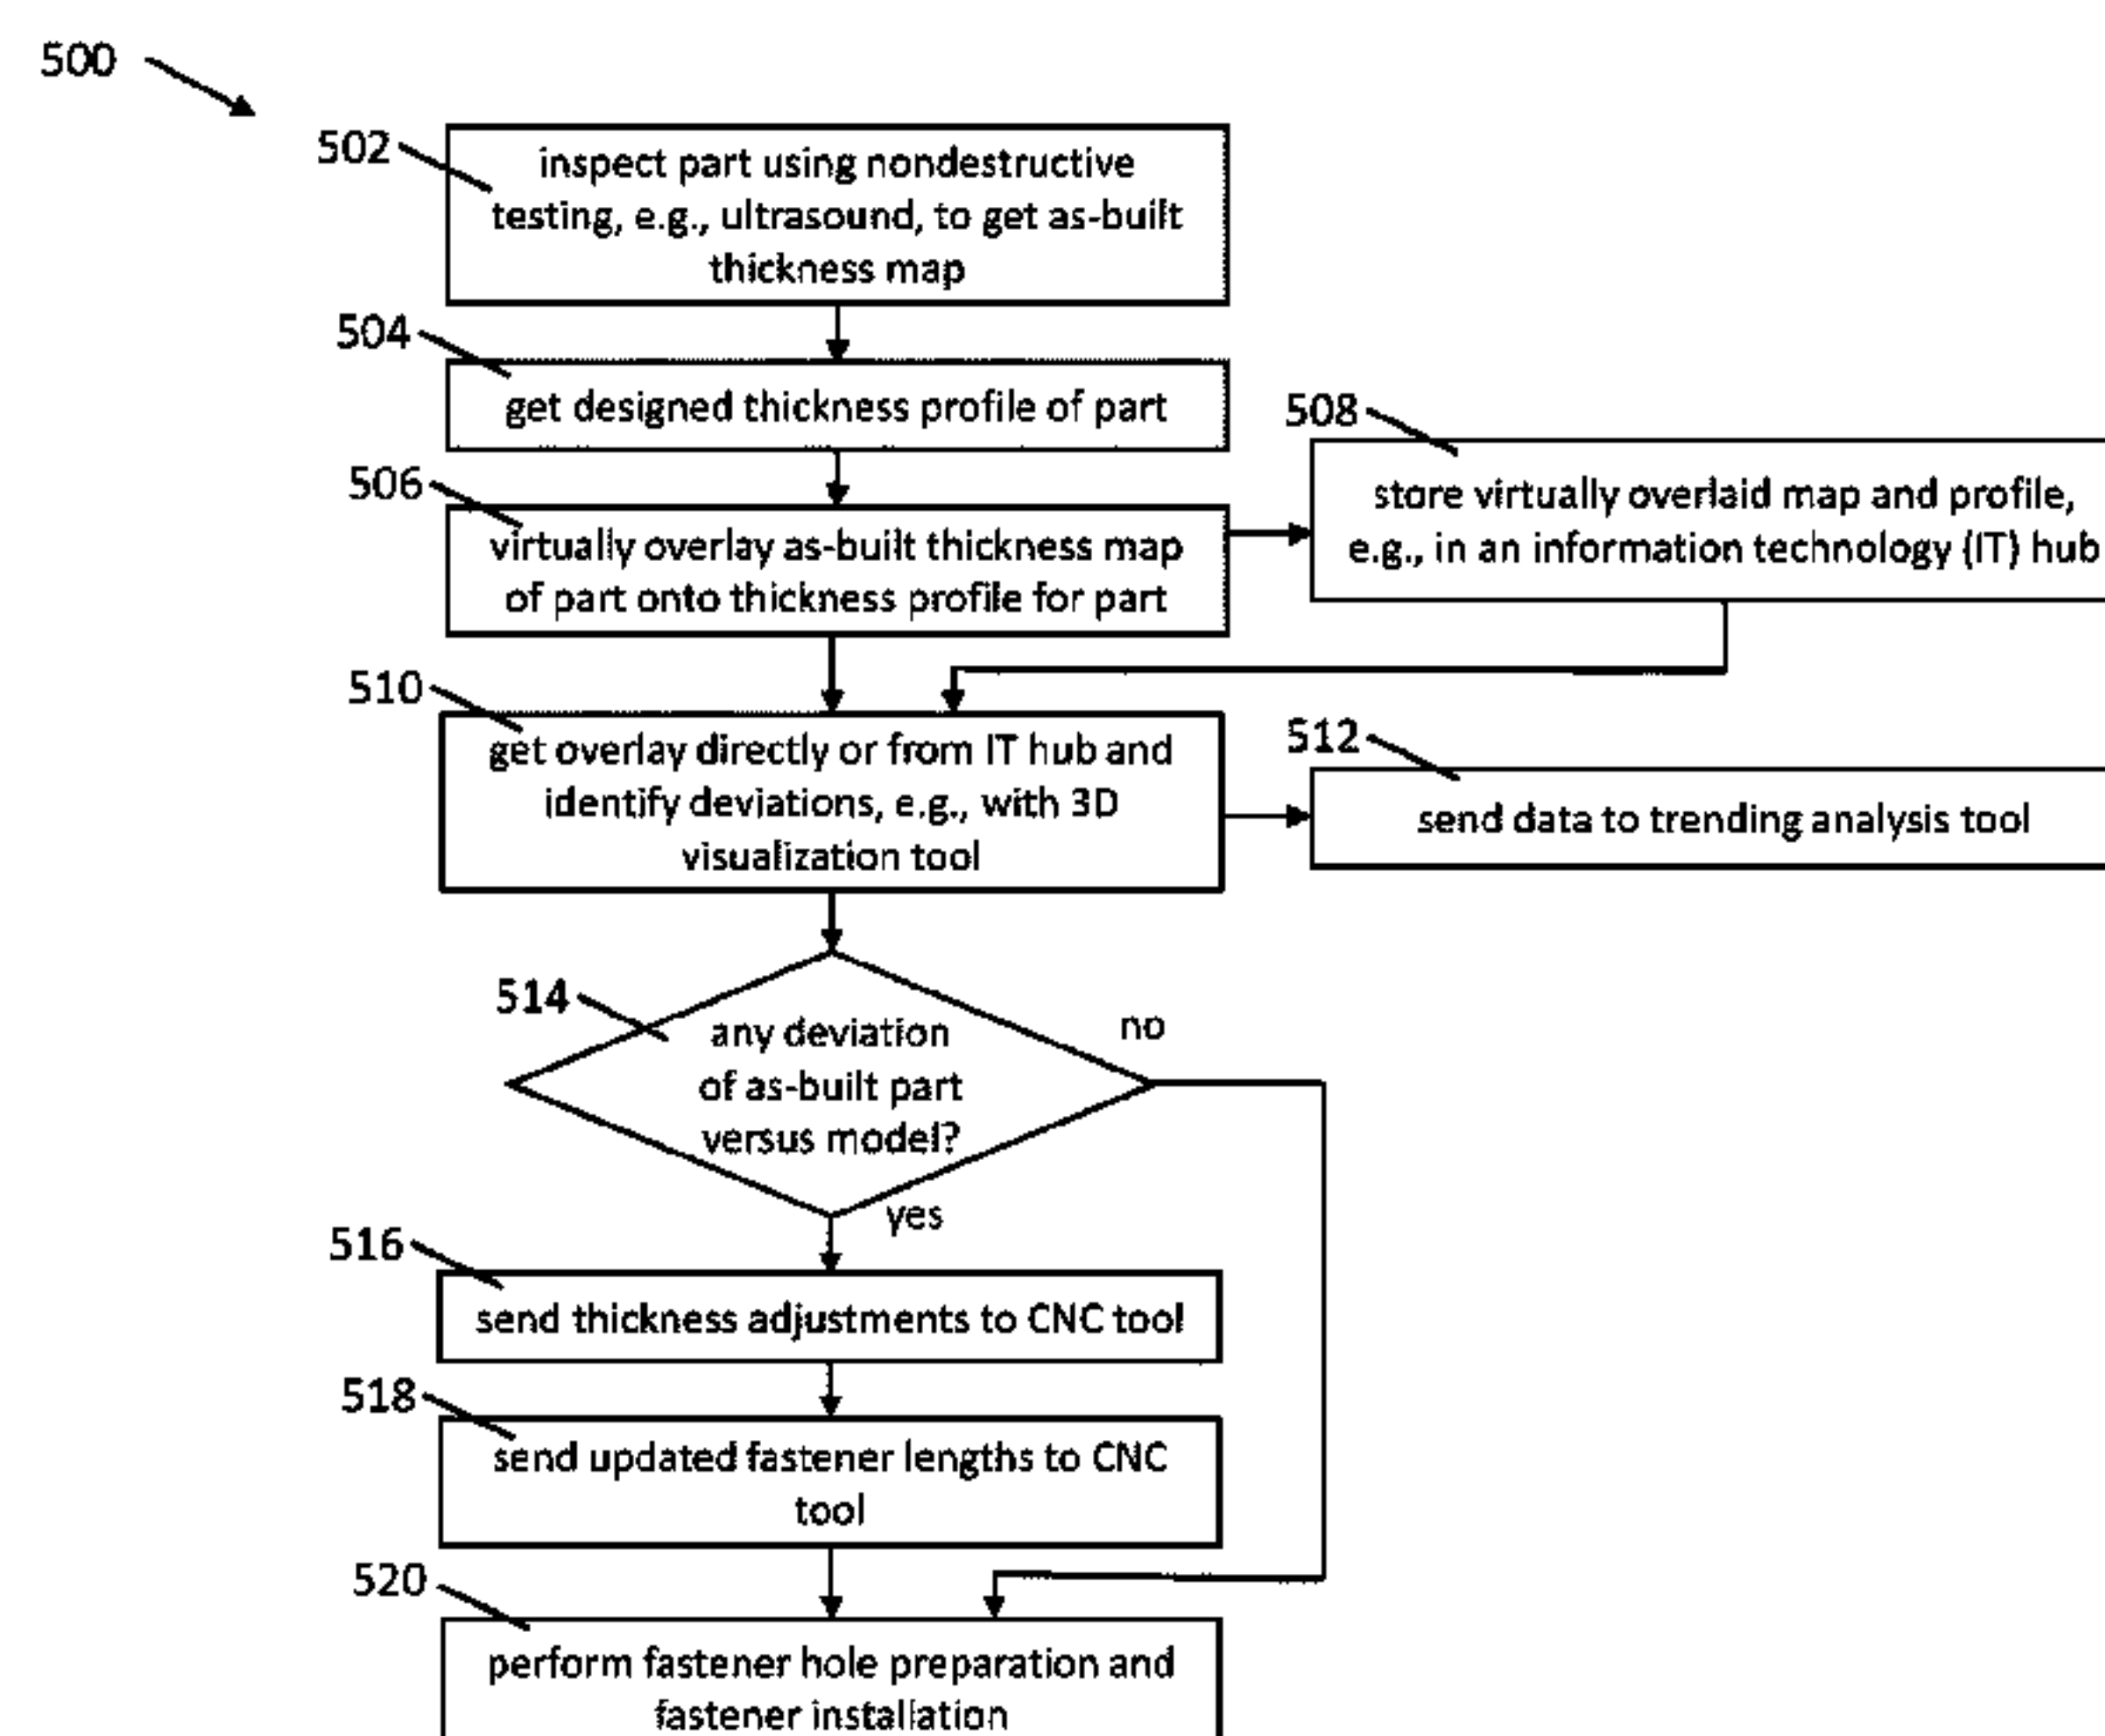 500
502
inspect part using nondestructive
testing, e.g., ultrasound, to get as-built
thickness map
504
get designed thickness profile of part
506
virtually overlay as-built thickness map
of part onto thickness profile for part
508
store virtually overlaid map and profile,
e.g., in an information technology (IT) hub
510
get overlay directly or from IT hub and
identify deviations, e.g., with 3D
visualization tool
512
send data to trending analysis tool
514
any deviation
of as-built part
versus model?
no
yes
516
send thickness adjustments to CNC tool
518
send updated fastener lengths to CNC
tool
520
perform fastener hole preparation and
fastener installation